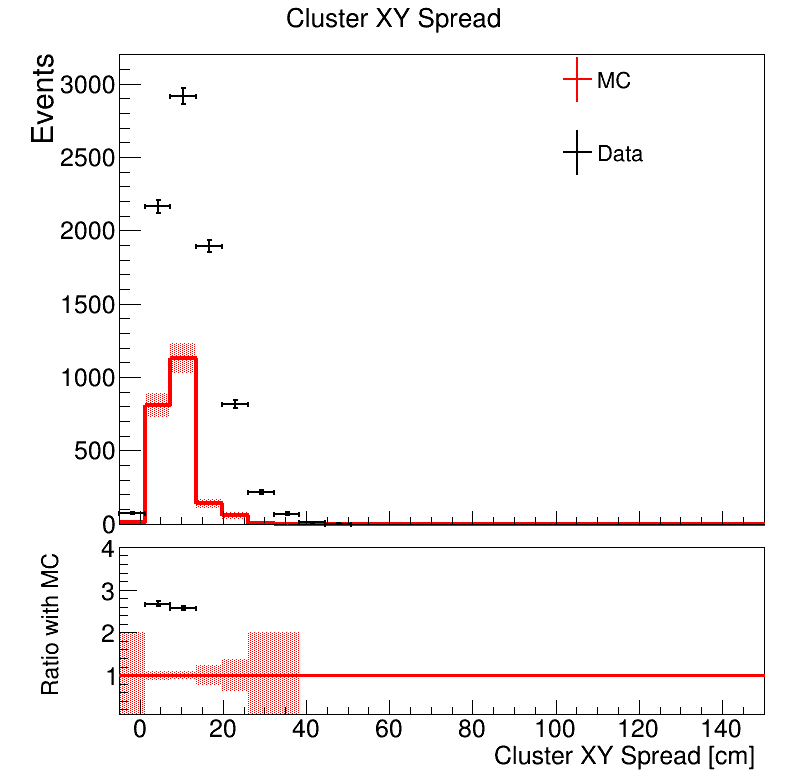 Cluster XY Spread
Events
3000
2500
2000
1500
1000
500
0
MC
Data
Ratio with MC
4
3
2
1
0 20 40 60 80 100 120 140
Cluster XY Spread [cm]